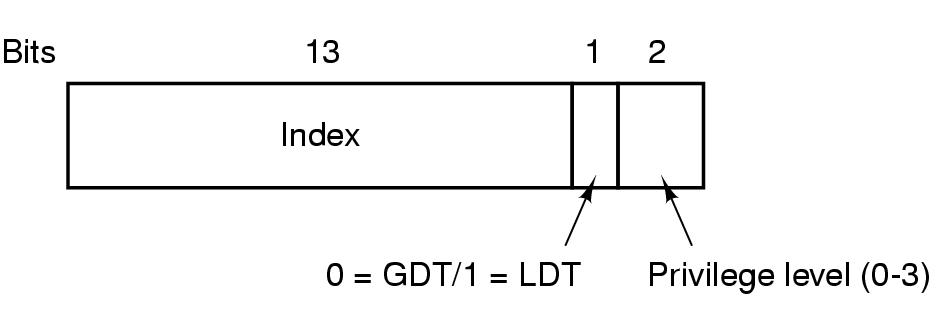 Bits 13 1 2
Index
0 = GDT/1 = LDT Privilege level (0-3)